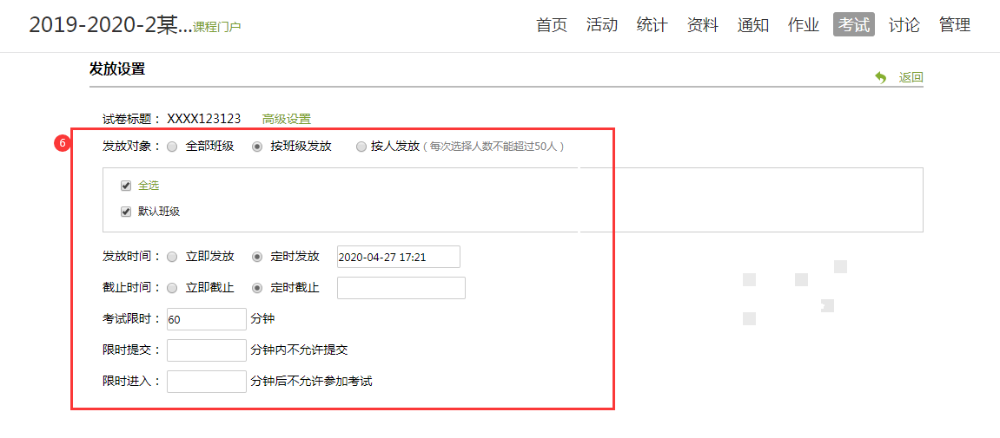 2019-2020-2某...课程门户 首页 活动 统计 资料 通知 作业 考试 讨论 管理
发放设置
返回
试卷标题： XXXX123123 高级设置
6
发放对象： 全部班级 按班级发放 按人发放（每次选择人数不能超过50人）
全选
默认班级
发放时间： 立即发放 定时发放 2020-04-27 17:21
截止时间： 立即截止 定时截止
考试限时： 60 分钟
限时提交： 分钟内不允许提交
限时进入： 分钟后不允许参加考试